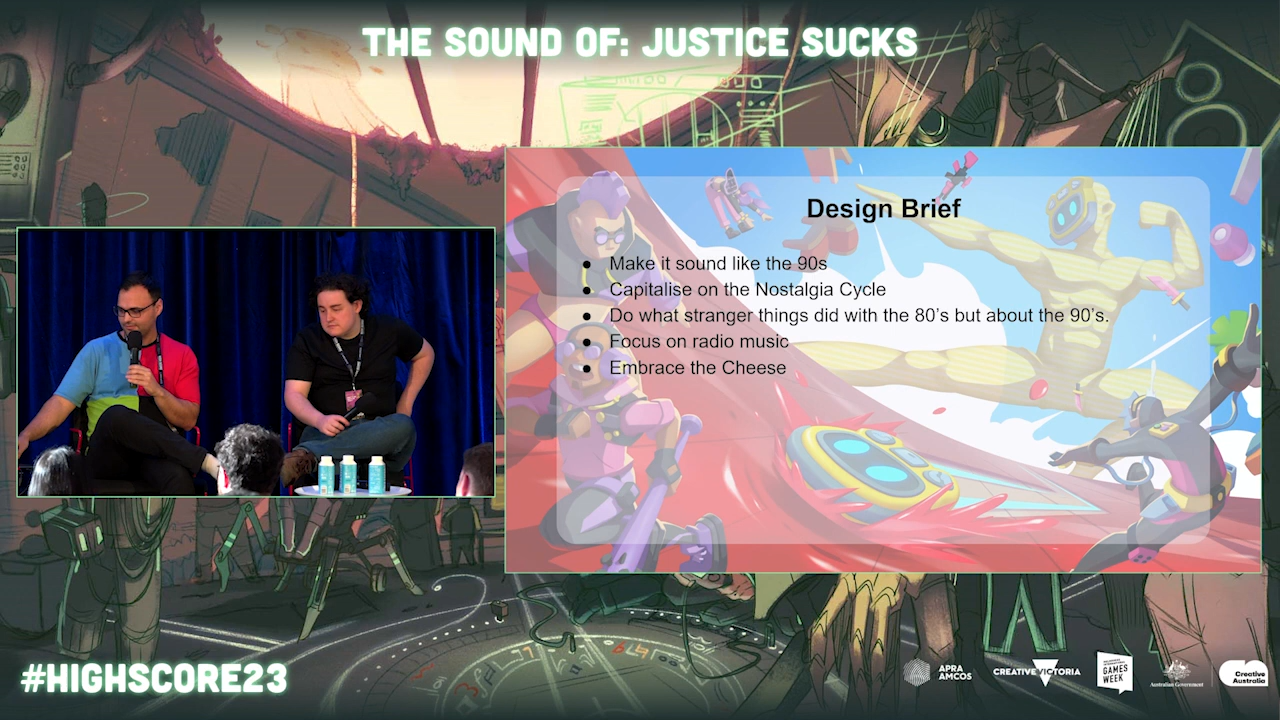 THE SOUND OF: JUSTICE SUCKS
Design Brief
● Make it sound like the 90s
● Capitalise on the Nostalgia Cycle
● Do what stranger things did with the 80's but about the 90's.
● Focus on radio music
● Embrace the Cheese
#HIGHSCORE23
APRA
AMCOS
CREATIVE VICTORIA
GAMES
WEEK
Australian Government
Creative
Australia